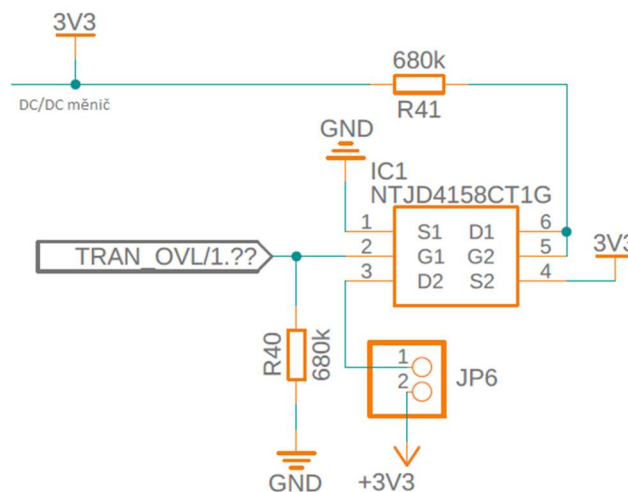 3V3
680k
DC/DC měnič
R41
GND
IC1
NTJD4158CT1G
1 S1 D1 6
TRAN_OVL/1.?? 2 G1 G2 5 3V3
3 D2 S2 4
R40
680k
1
JP6
2
GND
+3V3